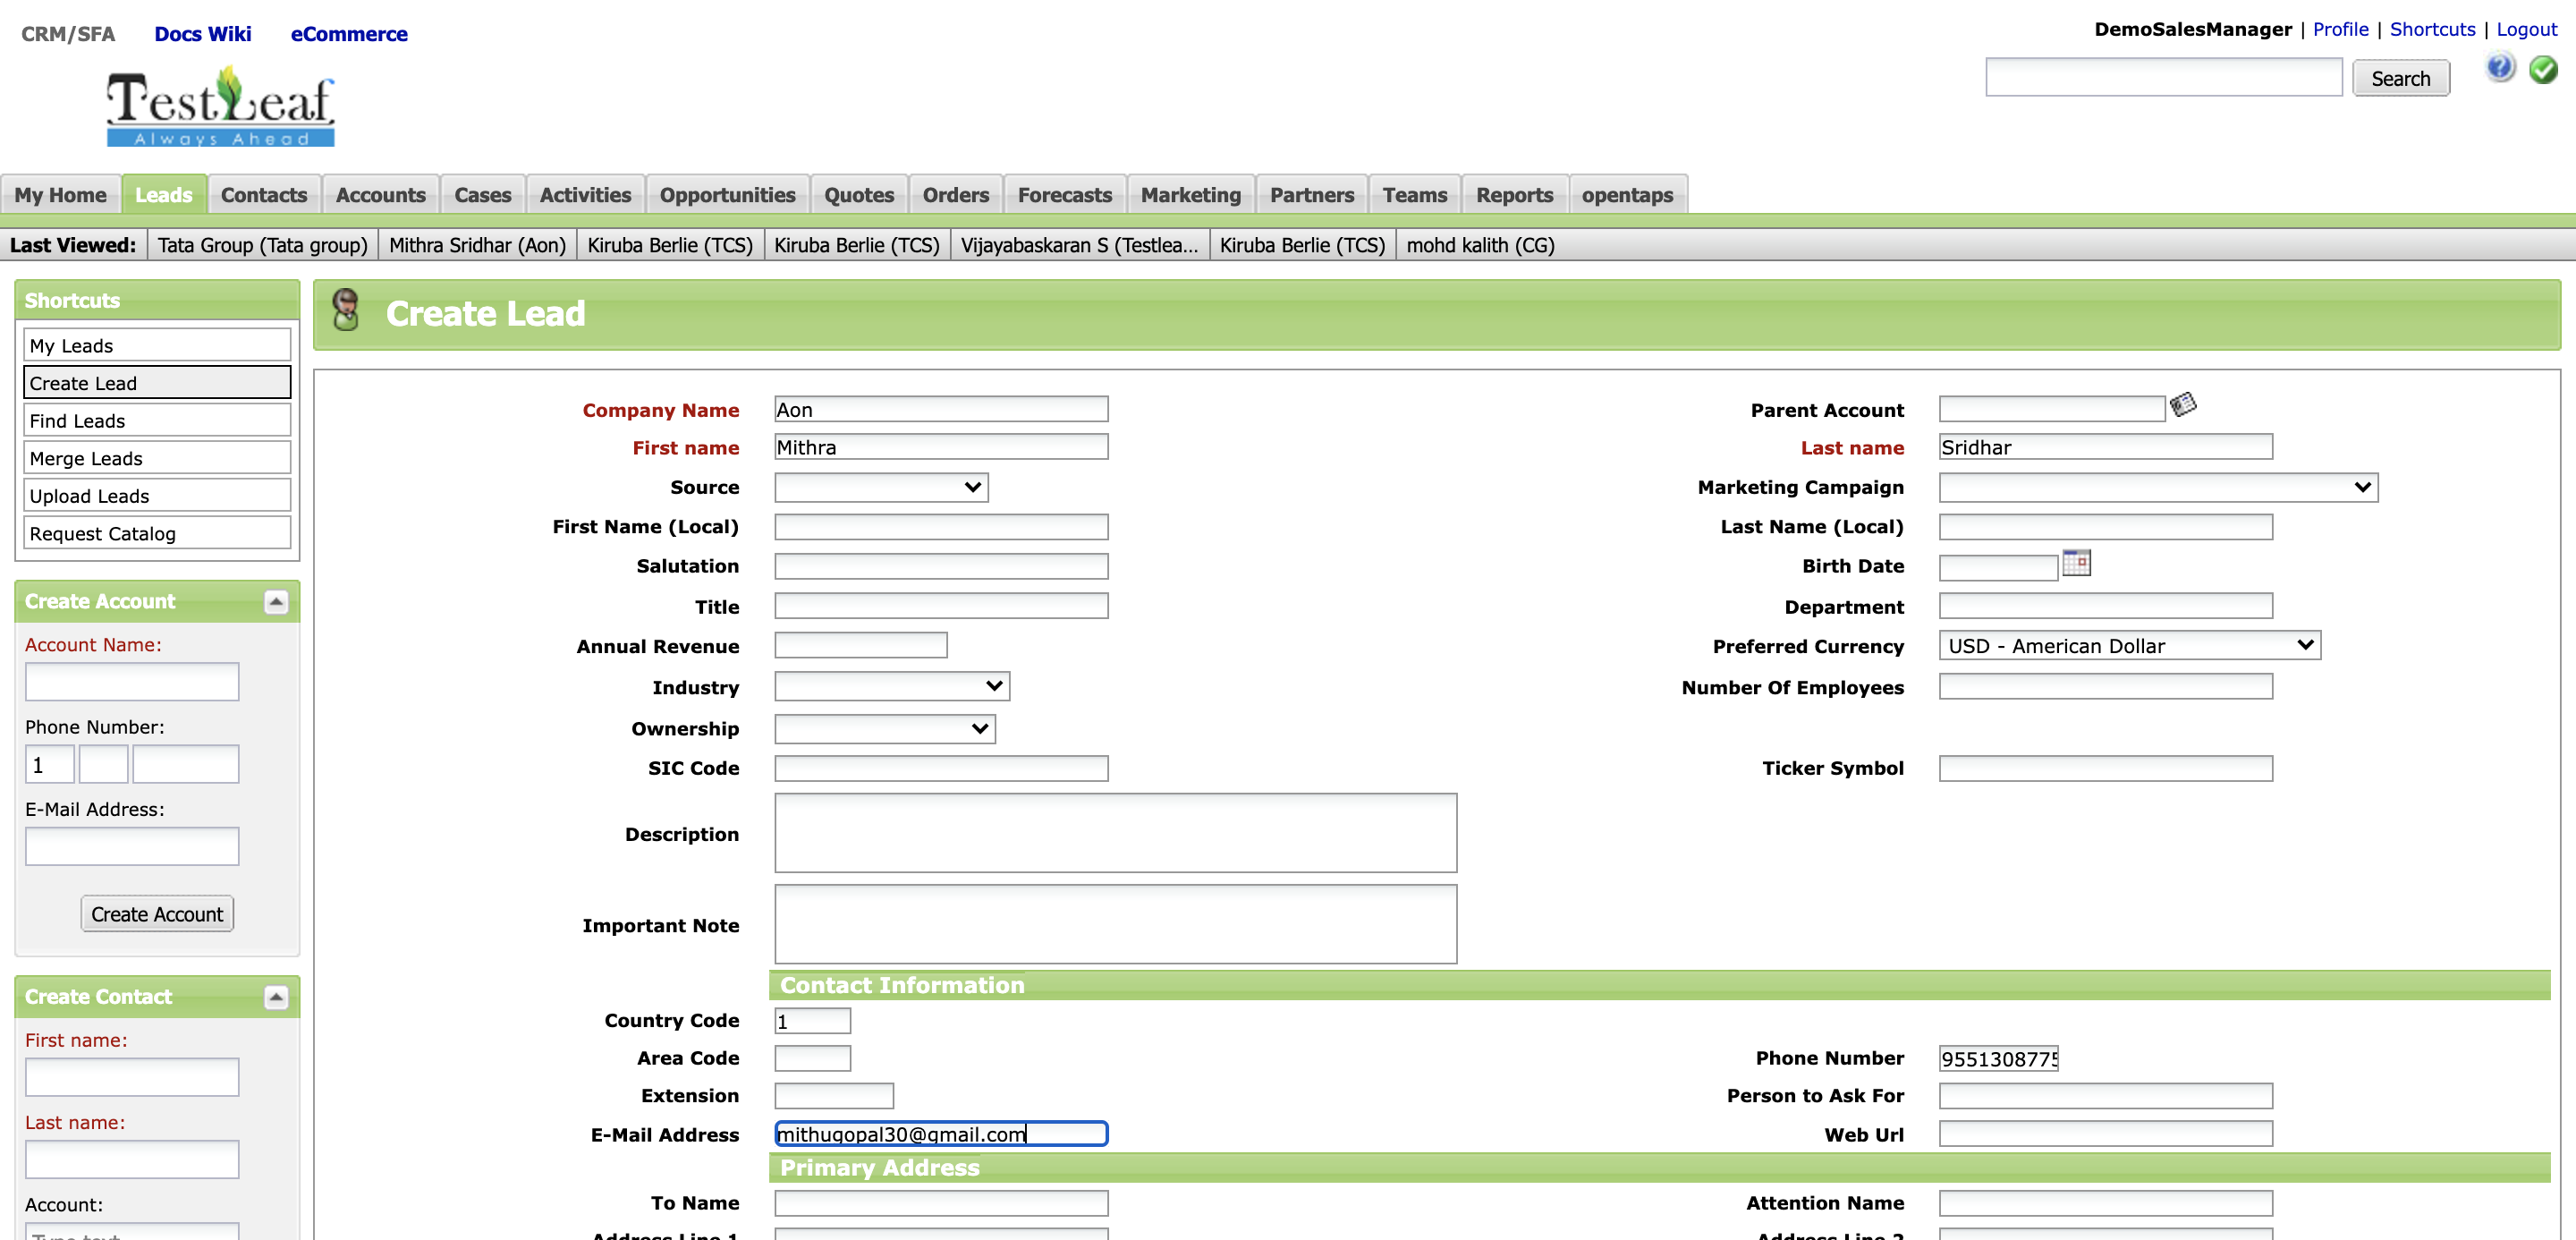 CRM/SFA Docs Wiki eCommerce
DemoSalesManager | Profile | Shortcuts | Logout
Search
TestLeaf
Always Ahead
My Home Leads Contacts Accounts Cases Activities Opportunities Quotes Orders Forecasts Marketing Partners Teams Reports opentaps
Last Viewed: Tata Group (Tata group) Mithra Sridhar (Aon) Kiruba Berlie (TCS) Kiruba Berlie (TCS) Vijayabaskaran S (Testlea... Kiruba Berlie (TCS) mohd kalith (CG)
Shortcuts
My Leads
Create Lead
Find Leads
Merge Leads
Upload Leads
Request Catalog
Create Account
Account Name:
Phone Number:
1
E-Mail Address:
Create Account
Create Contact
First name:
Last name:
Account:
Create Lead
Company Name Aon Parent Account
First name Mithra Last name Sridhar
Source Marketing Campaign
First Name (Local) Last Name (Local)
Salutation Birth Date
Title Department
Annual Revenue Preferred Currency USD - American Dollar
Industry Number Of Employees
Ownership
SIC Code Ticker Symbol
Description
Important Note
Contact Information
Country Code 1
Area Code Phone Number 9551308775
Extension Person to Ask For
E-Mail Address mithugopal30@gmail.com Web Url
Primary Address
To Name Attention Name
Address Line 1 Address Line 2